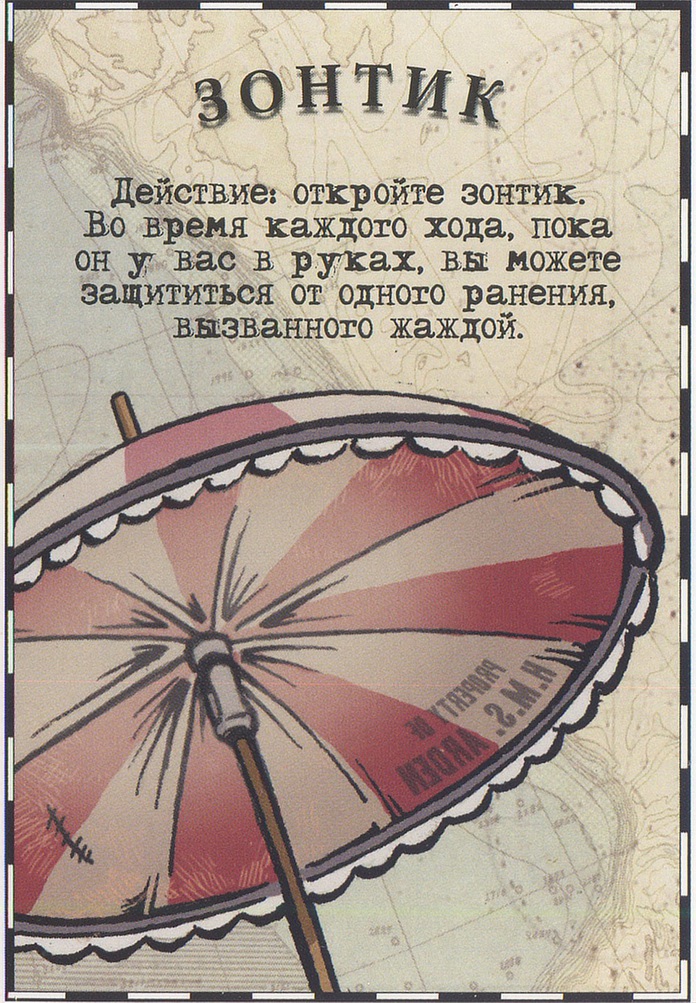 ЗОНТИК
Действие: откройте зонтик.
Во время каждого хода, пока
он у вас в руках, вы можете
защититься от одного ранения,
вызванного жаждой.
H.M.S.
PROPERTY OF
ARDEN